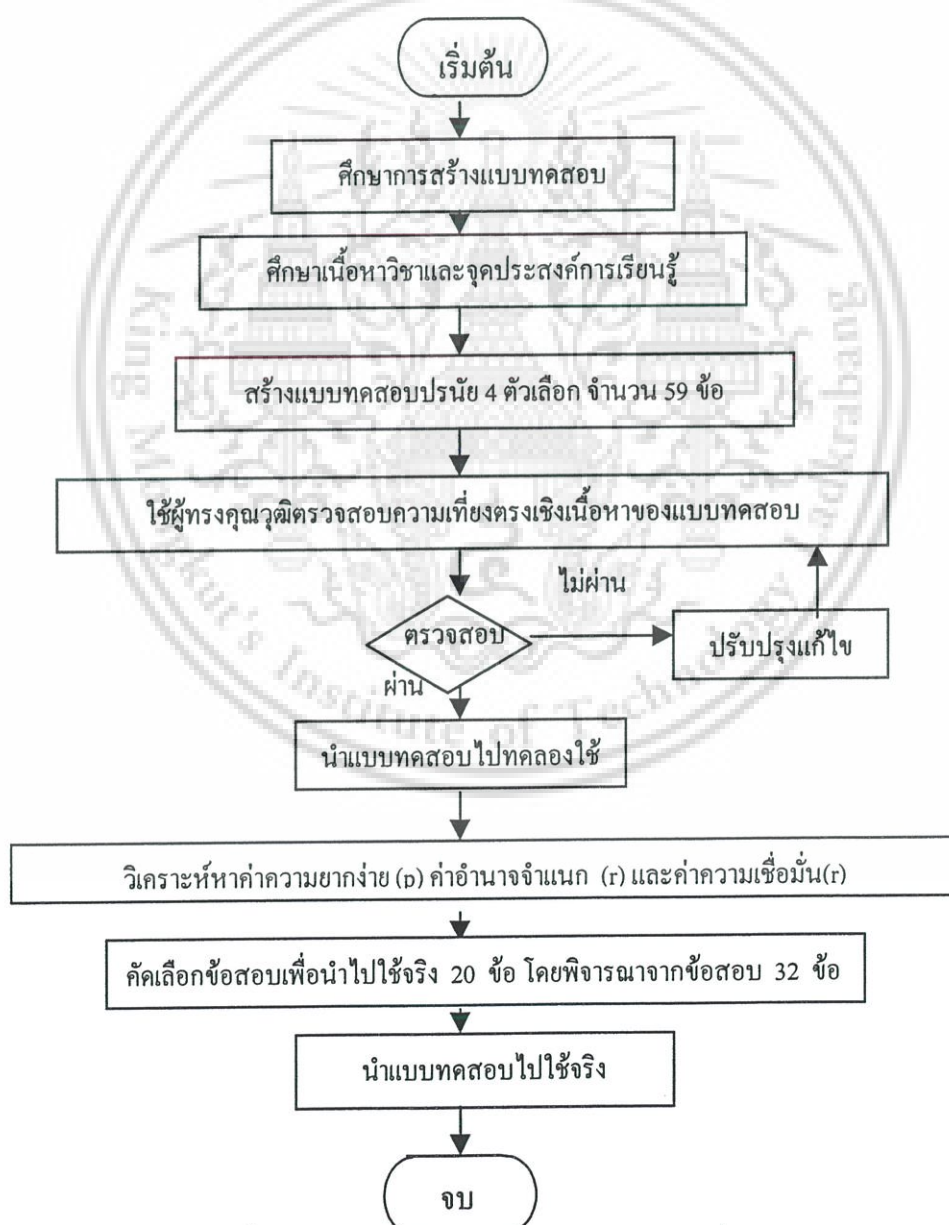 เริ่มต้น
ศึกษาการสร้างแบบทดสอบ
ศึกษาเนื้อหาวิชาและจุดประสงค์การเรียนรู้
สร้างแบบทดสอบปรนัย 4 ตัวเลือก จำนวน 59 ข้อ
ใช้ผู้ทรงคุณวุฒิตรวจสอบความเที่ยงตรงเชิงเนื้อหาของแบบทดสอบ
ไม่ผ่าน
ตรวจสอบ
ปรับปรุงแก้ไข
ผ่าน
นำแบบทดสอบไปทดลองใช้
วิเคราะห์หาค่าความยากง่าย (p) ค่าอำนาจจำแนก (r) และค่าความเชื่อมั่น(r)
คัดเลือกข้อสอบเพื่อนำไปใช้จริง 20 ข้อ โดยพิจารณาจากข้อสอบ 32 ข้อ
นำแบบทดสอบไปใช้จริง
จบ
King Mongkut's Institute of Technology Ladkrabang